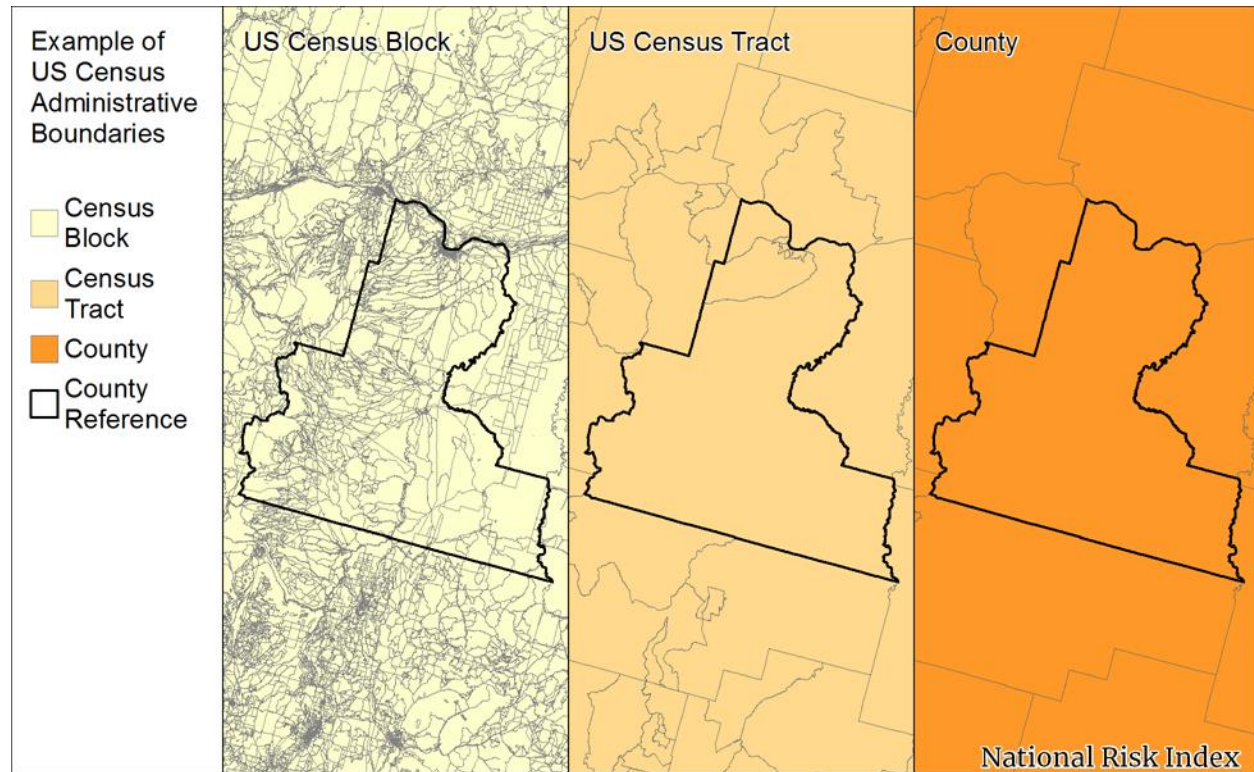 Example of
US Census
Administrative
Boundaries
Census
Block
Census
Tract
County
County
Reference
US Census Block
US Census Tract
County
National Risk Index